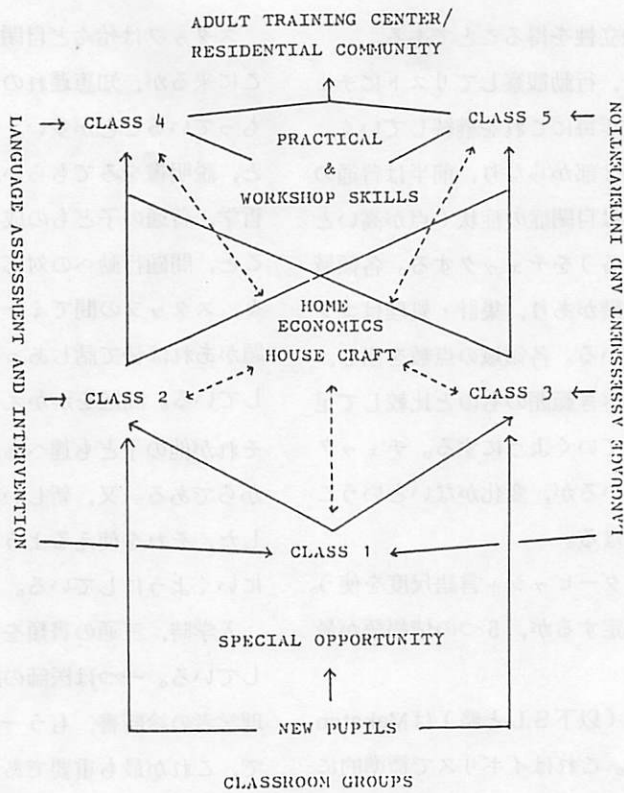 ADULT TRAINING CENTER/
RESIDENTIAL COMMUNITY
CLASS 4
CLASS 5
PRACTICAL
&
WORKSHOP SKILLS
LANGUAGE ASSESSMENT AND INTERVENTION
LANGUAGE ASSESSMENT AND INTERVENTION
HOME
ECONOMICS
HOUSE CRAFT
CLASS 2
CLASS 3
CLASS 1
SPECIAL OPPORTUNITY
NEW PUPILS
CLASSROOM GROUPS